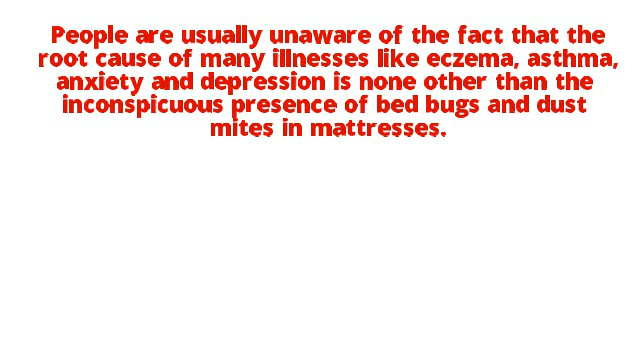 People are usually unaware of the fact that the
root cause of many illnesses like eczema, asthma,
anxiety and depression is none other than the
inconspicuous presence of bed bugs and dust
mites in mattresses.